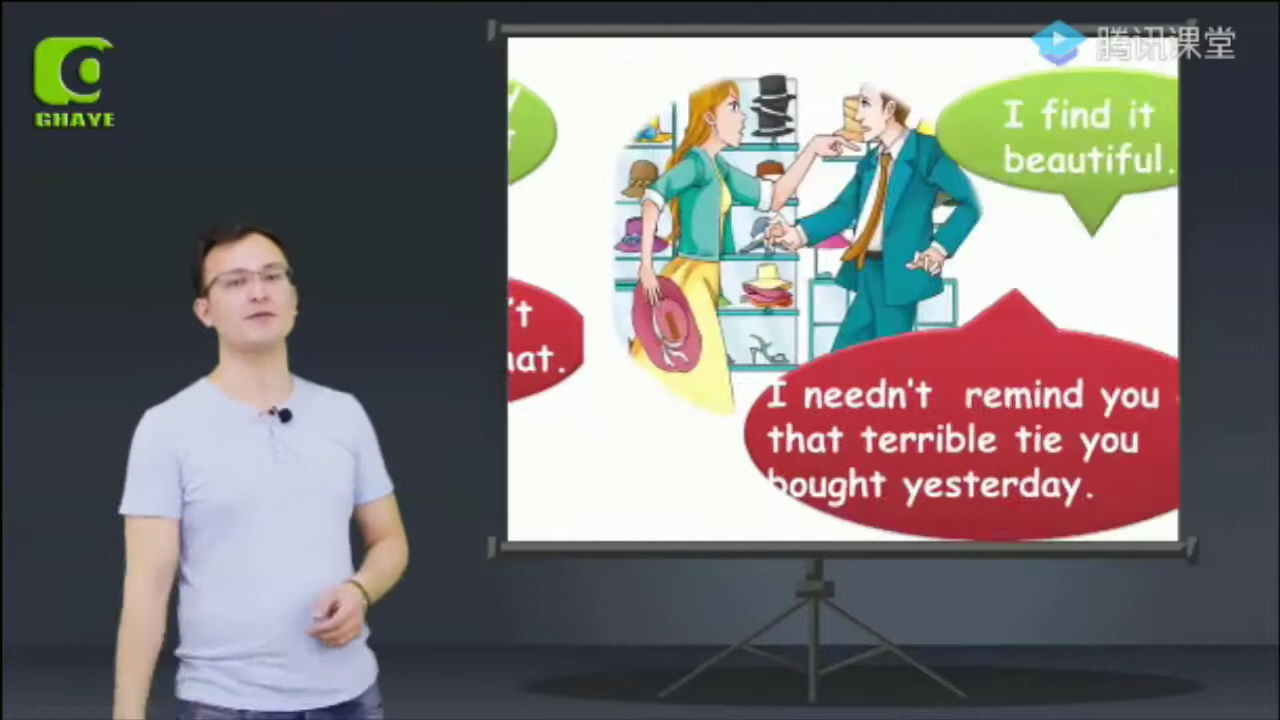 GHAYE
腾讯课堂
I find it
beautiful.
I needn't remind you
that terrible tie you
bought yesterday.